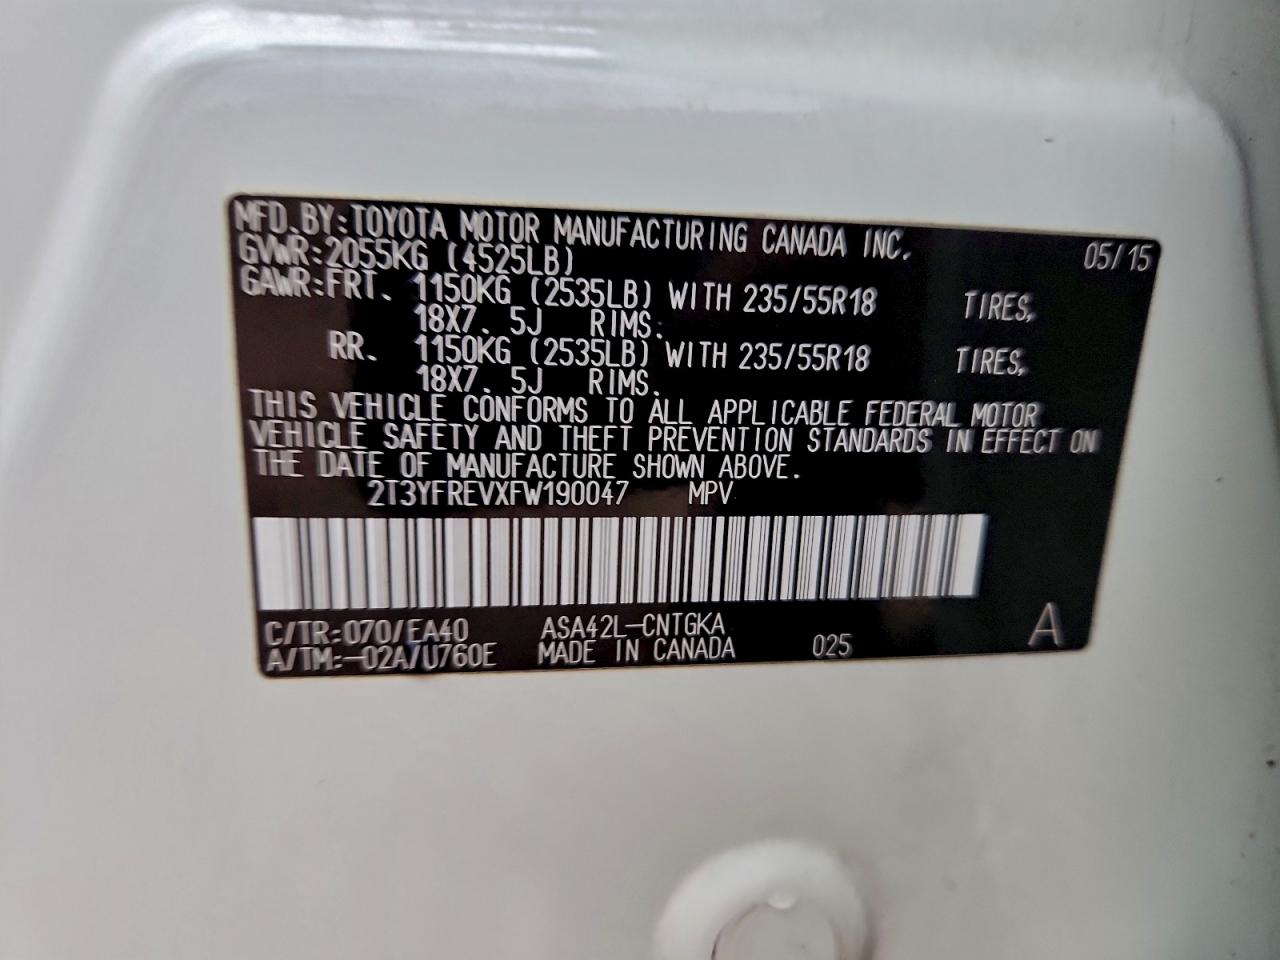 MFD.BY:TOYOTA MOTOR MANUFACTURING CANADA INC. 05/15
GVWR:2055KG (4525LB)
GAWR:FRT. 1150KG (2535LB) WITH 235/55R18 TIRES,
18X7.5J RIMS.
RR. 1150KG (2535LB) WITH 235/55R18 TIRES,
18X7.5J RIMS.
THIS VEHICLE CONFORMS TO ALL APPLICABLE FEDERAL MOTOR
VEHICLE SAFETY AND THEFT PREVENTION STANDARDS IN EFFECT ON
THE DATE OF MANUFACTURE SHOWN ABOVE.
2T3YFREVXFW190047 MPV
C/TR:070/EA40 ASA42L-CNTGKA
A/TM:-02A/U760E MADE IN CANADA 025 A